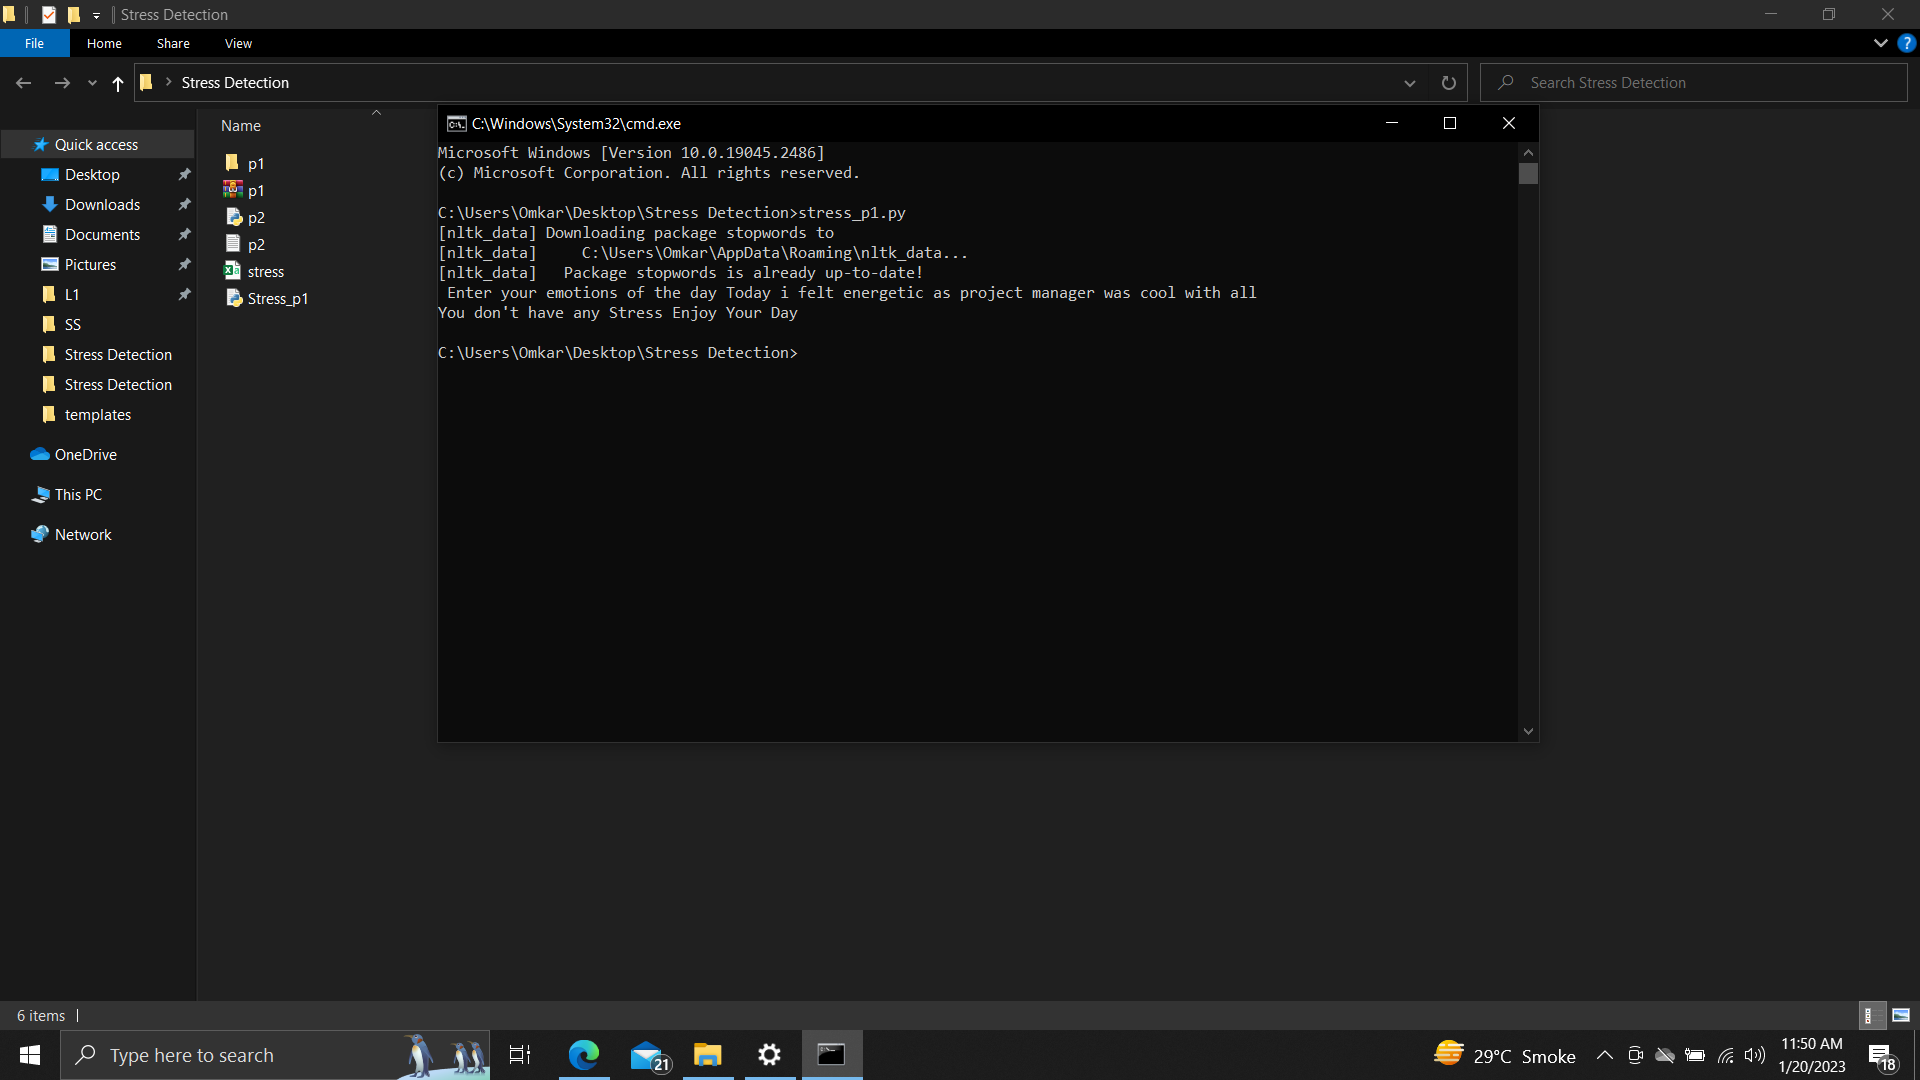 Stress Detection
File Home Share View
Stress Detection
Search Stress Detection
Name
Quick access
Desktop
Downloads
Documents
Pictures
L1
SS
Stress Detection
Stress Detection
templates
OneDrive
This PC
Network
p1
p1
p2
p2
stress
Stress_p1
C:\Windows\System32\cmd.exe
Microsoft Windows [Version 10.0.19045.2486]
(c) Microsoft Corporation. All rights reserved.
C:\Users\Omkar\Desktop\Stress Detection>stress_p1.py
[nltk_data] Downloading package stopwords to
[nltk_data]     C:\Users\Omkar\AppData\Roaming\nltk_data...
[nltk_data]   Package stopwords is already up-to-date!
 Enter your emotions of the day Today i felt energetic as project manager was cool with all
You don't have any Stress Enjoy Your Day
C:\Users\Omkar\Desktop\Stress Detection>
6 items
Type here to search
21
29°C Smoke
11:50 AM
1/20/2023
18